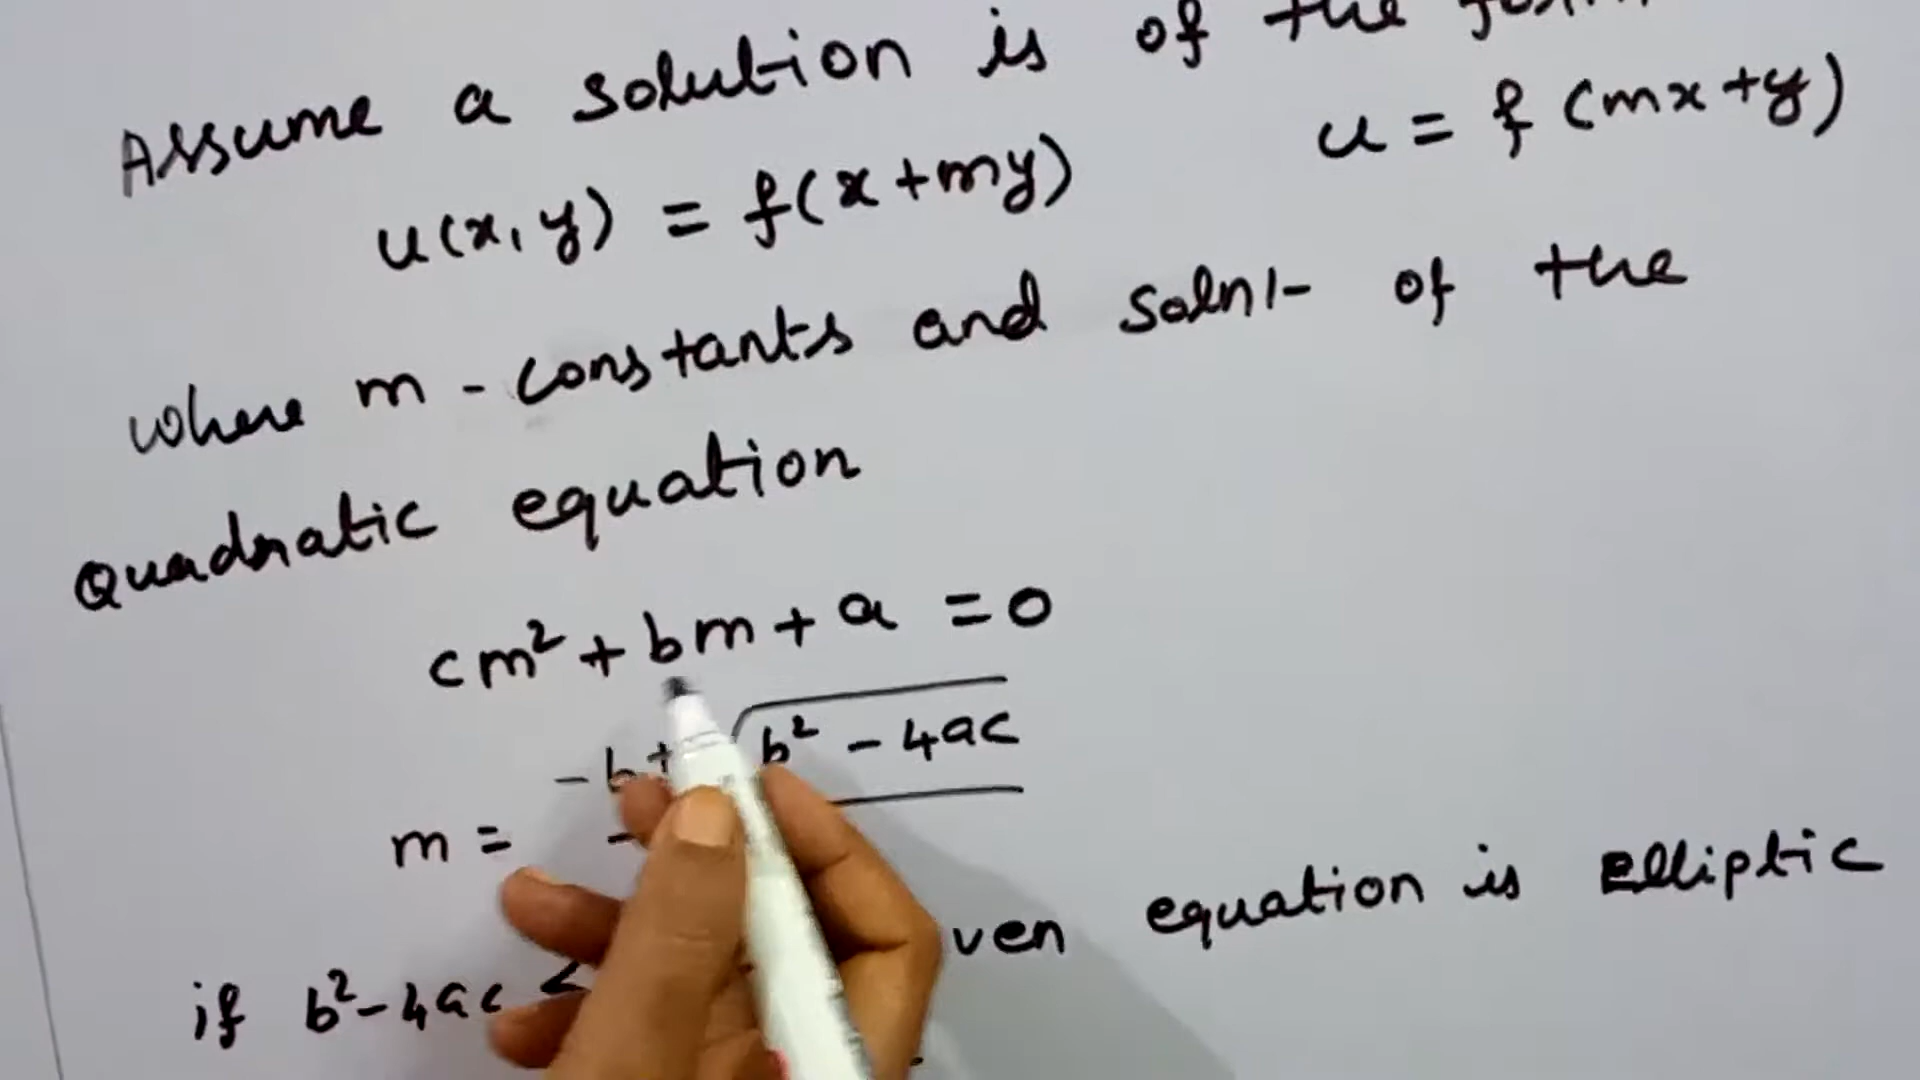 Assume a solution is of the form
u(x, y) = f(x + my) u = f (mx + y)
where m - constants and soln/- of the
Quadratic equation
cm² + bm + a = 0
m = -b+ √b² - 4ac
if b² - 4ac < ven equation is Elliptic